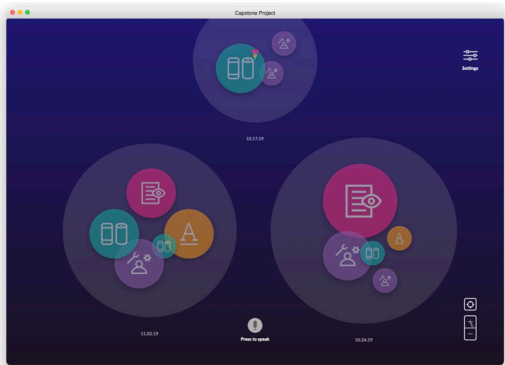 Capstone Project
Settings
10.17.19
A
A
11.02.19
Press to speak
10.24.19